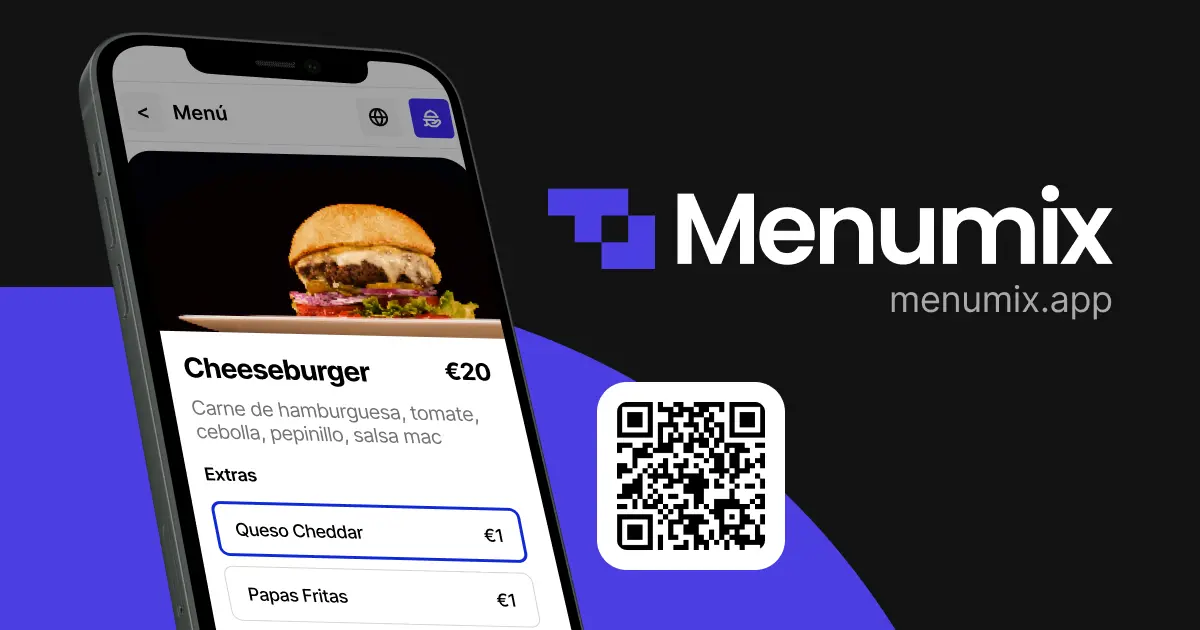 < Menú
Cheeseburger €20
Carne de hamburguesa, tomate,
cebolla, pepinillo, salsa mac
Extras
Queso Cheddar €1
Papas Fritas €1
Menumix
menumix.app